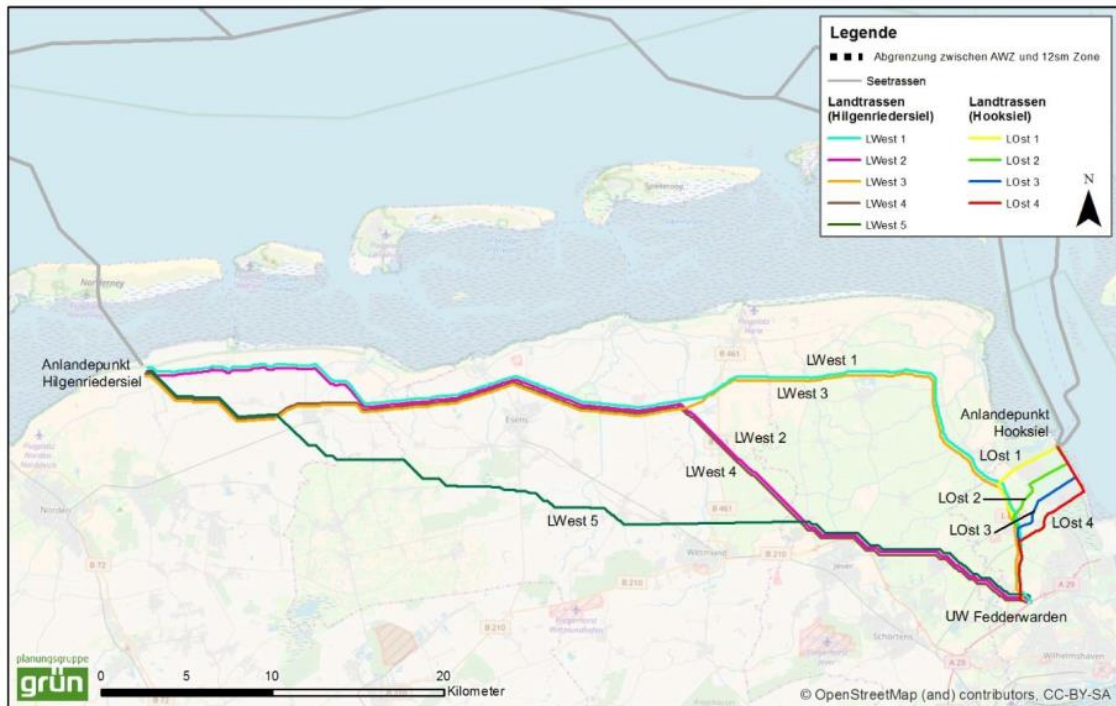 Legende
Abgrenzung zwischen AWZ und 12sm Zone
Seetrassen
Landtrassen
(Hilgenriedersiel)
LWest 1
LWest 2
LWest 3
LWest 4
LWest 5
Landtrassen
(Hooksiel)
LOst 1
LOst 2
LOst 3
LOst 4
N
Spiekeroog
Norderney
Anlandepunkt
Hilgenriedersiel
B 461
LWest 1
LWest 3
Anlandepunkt
Hooksiel
LOst 1
LOst 2
LOst 3
LOst 4
LWest 2
LWest 4
Esens
LWest 5
Norden
B 72
B 461
Wittmund
B 210
B 210
Jever
A 29
UW Fedderwarden
Schortens
A 29
Wilhelmshaven
B 72
planungsgruppe
grün
0 5 10 20
Kilometer
© OpenStreetMap (and) contributors, CC-BY-SA